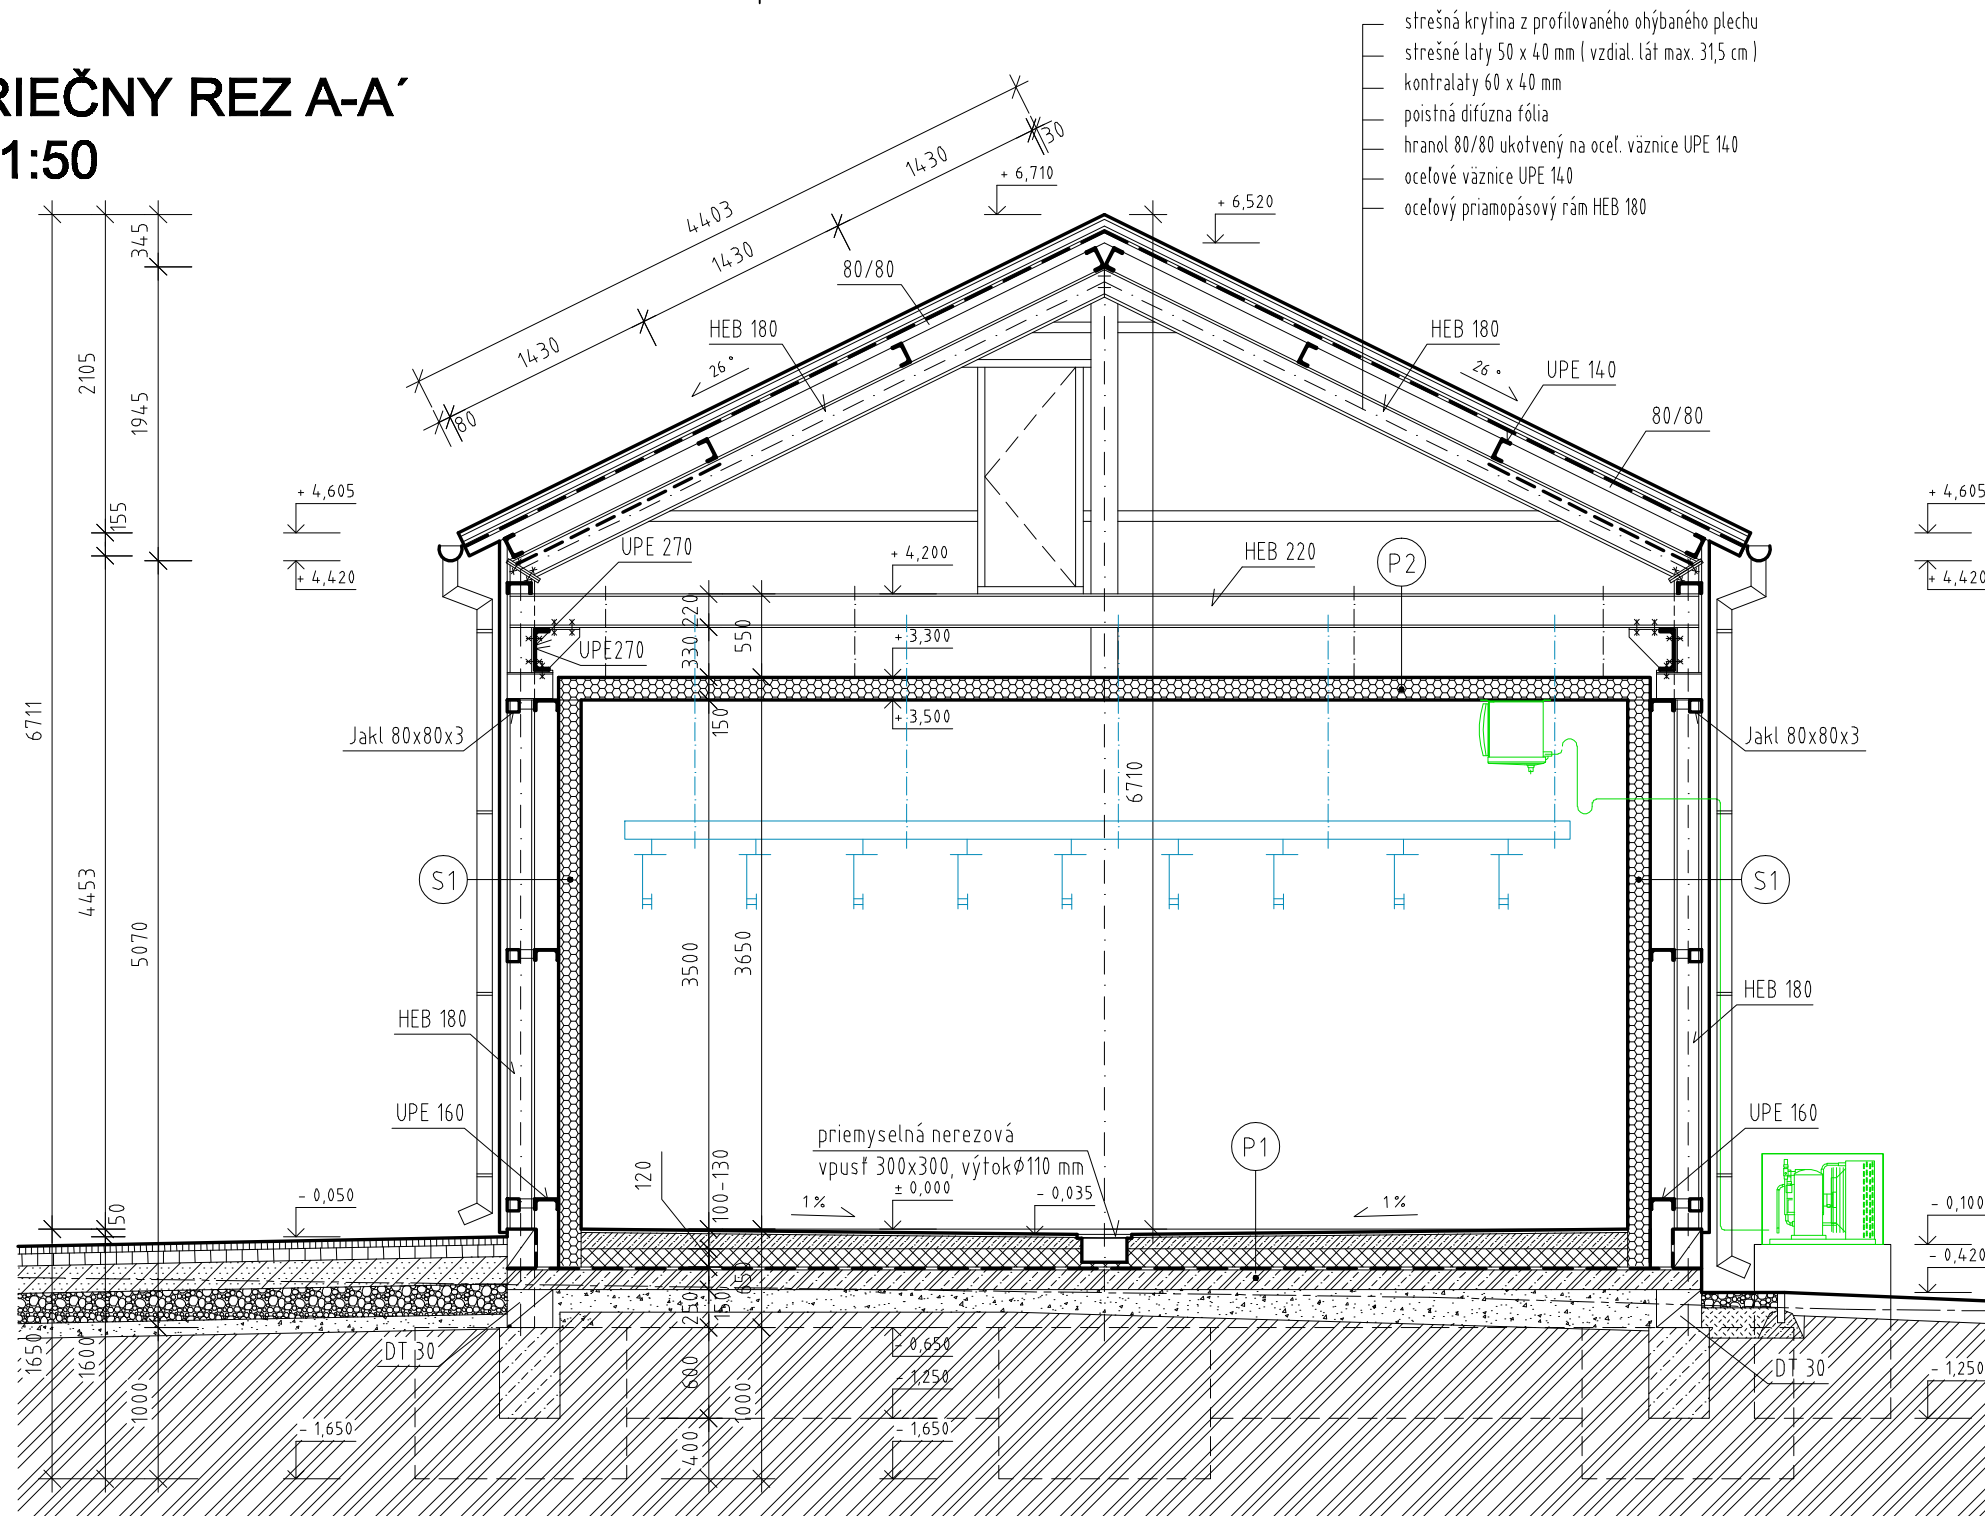 RIEČNY REZ A-A´
1:50
strešná krytina z profilovaného ohýbaného plechu
strešné laty 50 x 40 mm ( vzdial. lát max. 31,5 cm )
kontralaty 60 x 40 mm
poistná difúzna fólia
hranol 80/80 ukotvený na oceľ. väznice UPE 140
oceľové väznice UPE 140
oceľový priamopásový rám HEB 180
30
1430
4403
1430
1430
80
+ 6,710
+ 6,520
345
80/80
HEB 180
HEB 180
26 °
26 °
UPE 140
80/80
2105
1945
155
+ 4,605
+ 4,605
+ 4,420
+ 4,420
UPE 270
+ 4,200
HEB 220
P2
220
330
550
+ 3,300
UPE270
150
+ 3,500
Jakl 80x80x3
Jakl 80x80x3
6711
6710
S1
S1
4453
5070
3500
3650
HEB 180
HEB 180
UPE 160
UPE 160
priemyselná nerezová
vpusť 300x300, výtokϕ110 mm
P1
120
100-130
± 0,000
- 0,035
1 %
1 %
- 0,050
50
- 0,100
- 0,420
650
250
150
DT 30
DT 30
1650
1600
1000
- 0,650
- 1,250
- 1,250
600
1000
400
- 1,650
- 1,650